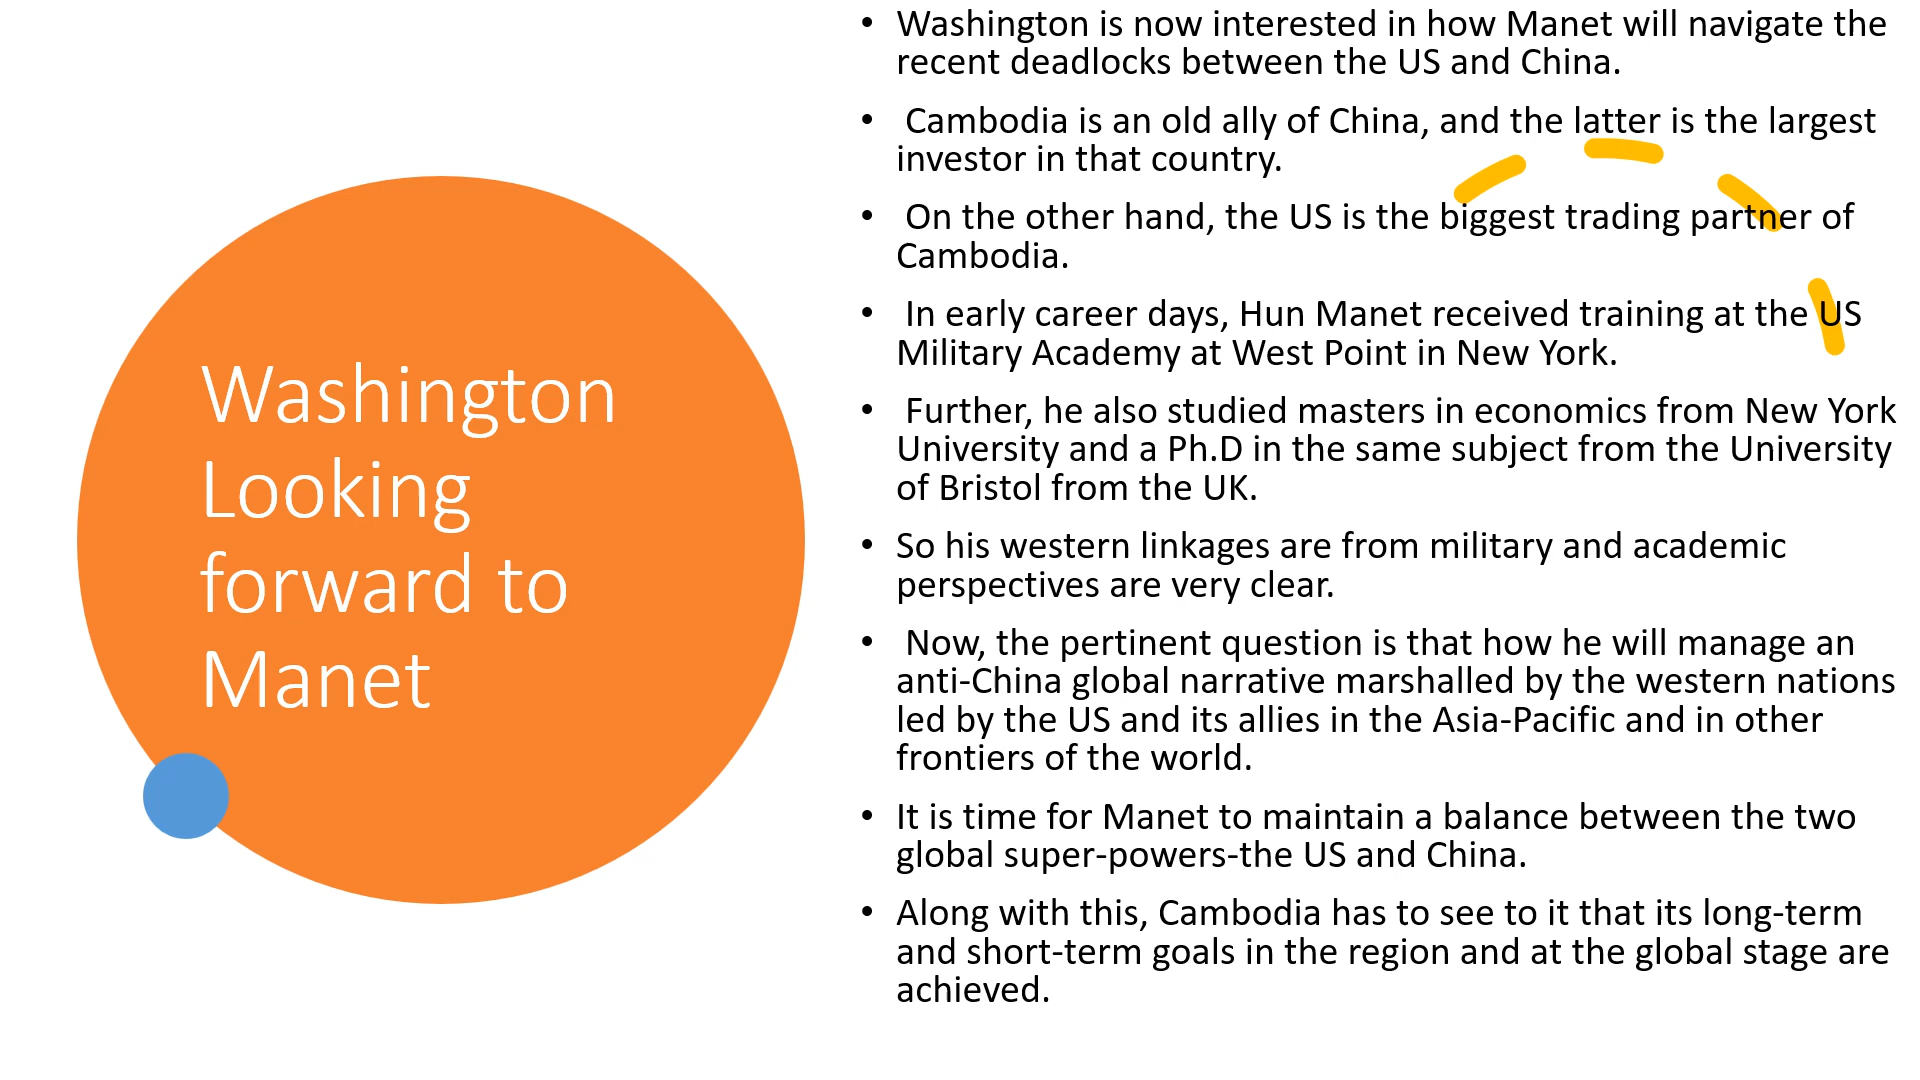 Washington
Looking
forward to
Manet
• Washington is now interested in how Manet will navigate the
recent deadlocks between the US and China.
• Cambodia is an old ally of China, and the latter is the largest
investor in that country.
• On the other hand, the US is the biggest trading partner of
Cambodia.
• In early career days, Hun Manet received training at the US
Military Academy at West Point in New York.
• Further, he also studied masters in economics from New York
University and a Ph.D in the same subject from the University
of Bristol from the UK.
• So his western linkages are from military and academic
perspectives are very clear.
• Now, the pertinent question is that how he will manage an
anti-China global narrative marshalled by the western nations
led by the US and its allies in the Asia-Pacific and in other
frontiers of the world.
• It is time for Manet to maintain a balance between the two
global super-powers-the US and China.
• Along with this, Cambodia has to see to it that its long-term
and short-term goals in the region and at the global stage are
achieved.